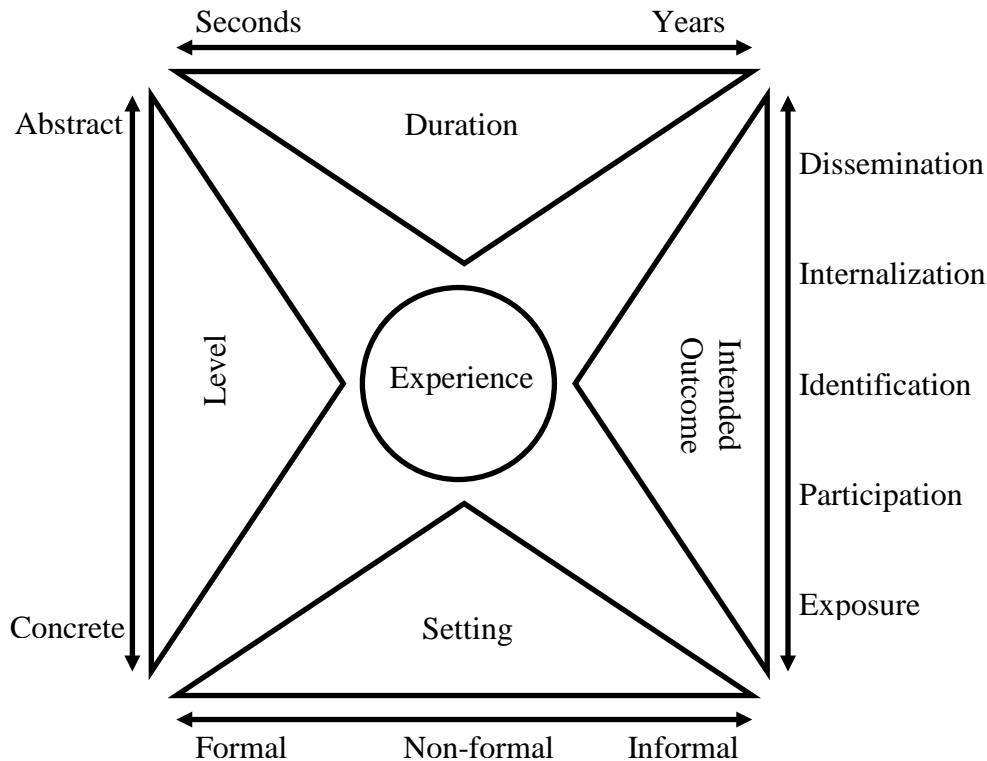 Seconds Years
Abstract
Duration
Dissemination
Internalization
Level
Experience
Intended
Outcome
Identification
Participation
Exposure
Concrete
Setting
Formal Non-formal Informal